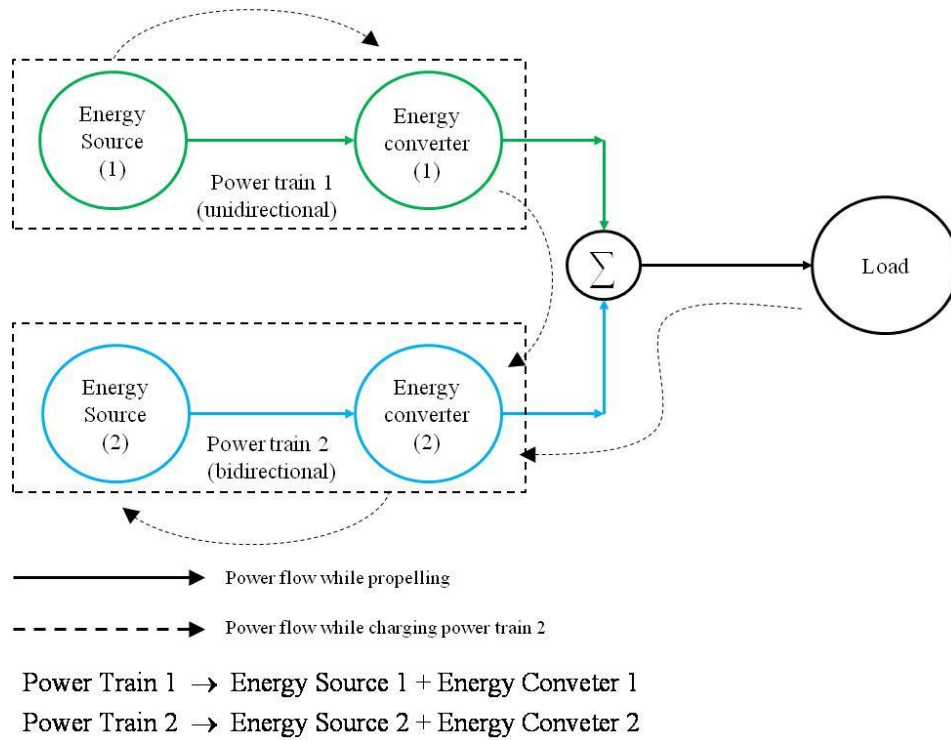 Energy
Source
(1)
Energy
converter
(1)
Power train 1
(unidirectional)
∑
Load
Energy
Source
(2)
Energy
converter
(2)
Power train 2
(bidirectional)
Power flow while propelling
Power flow while charging power train 2
Power Train 1 → Energy Source 1 + Energy Conveter 1
Power Train 2 → Energy Source 2 + Energy Conveter 2